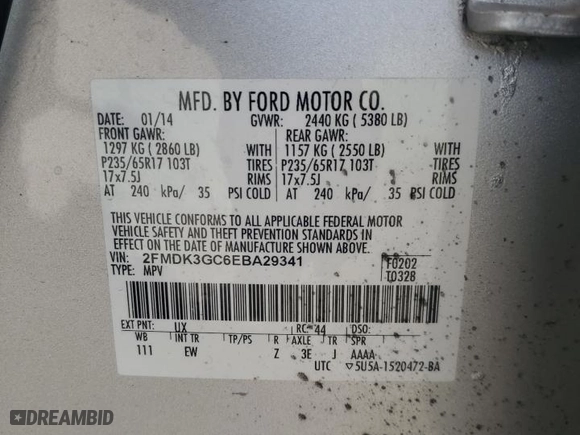 MFD. BY FORD MOTOR CO.
DATE: 01/14 GVWR: 2440 KG ( 5380 LB)
FRONT GAWR: REAR GAWR:
1297 KG ( 2860 LB) WITH 1157 KG ( 2550 LB) WITH
P235/65R17 103T TIRES P235/65R17 103T TIRES
17x7.5J RIMS 17x7.5J RIMS
AT 240 kPa/ 35 PSI COLD AT 240 kPa/ 35 PSI COLD
THIS VEHICLE CONFORMS TO ALL APPLICABLE FEDERAL MOTOR
VEHICLE SAFETY AND THEFT PREVENTION STANDARDS IN
EFFECT ON THE DATE OF MANUFACTURE SHOWN ABOVE.
VIN: 2FMDK3GC6EBA29341 F0202
TYPE: MPV T0328
EXT PNT: UX RC: 44 DSO:
WB INT TR TP/PS R AXLE TR SPR
111 EW Z 3E J AAAA
UTC ▽5U5A-1520472-BA
DREAMBID